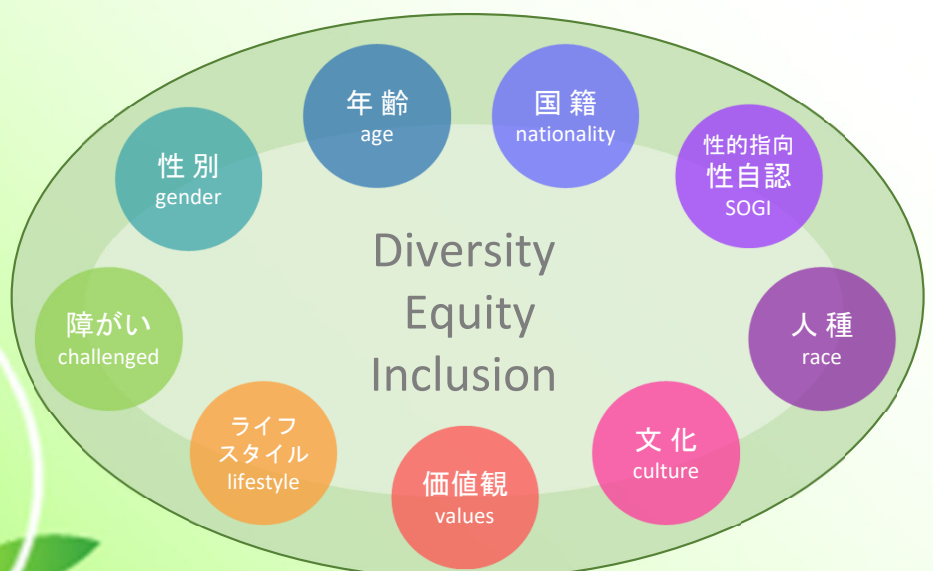 年齢
age
国籍
nationality
性的指向
性自認
SOGI
性別
gender
Diversity
Equity
Inclusion
障がい
challenged
人種
race
ライフ
スタイル
lifestyle
文化
culture
価値観
values